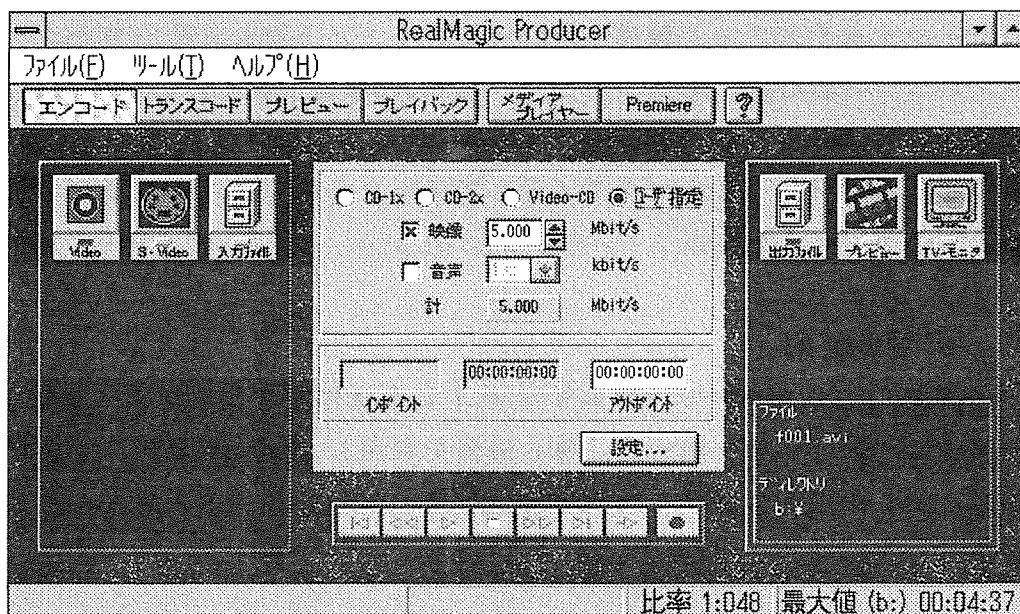 RealMagic Producer
ファイル(F) ツール(T) ヘルプ(H)
エンコード トランスコード プレビュー プレイバック メディアプレイヤー Premiere ?
Video S-Video 入力ファイル
CD-1x CD-2x Video-CD ユーザ指定
映像 5.000 Mbit/s
音声 kbit/s
計 5.000 Mbit/s
00:00:00:00 00:00:00:00
インポイント アウトポイント
設定...
出力ファイル プレビュー TV-モニタ
ファイル :
f001.avi
ディレクトリ :
b:¥
比率 1:048 最大値 (b:) 00:04:37